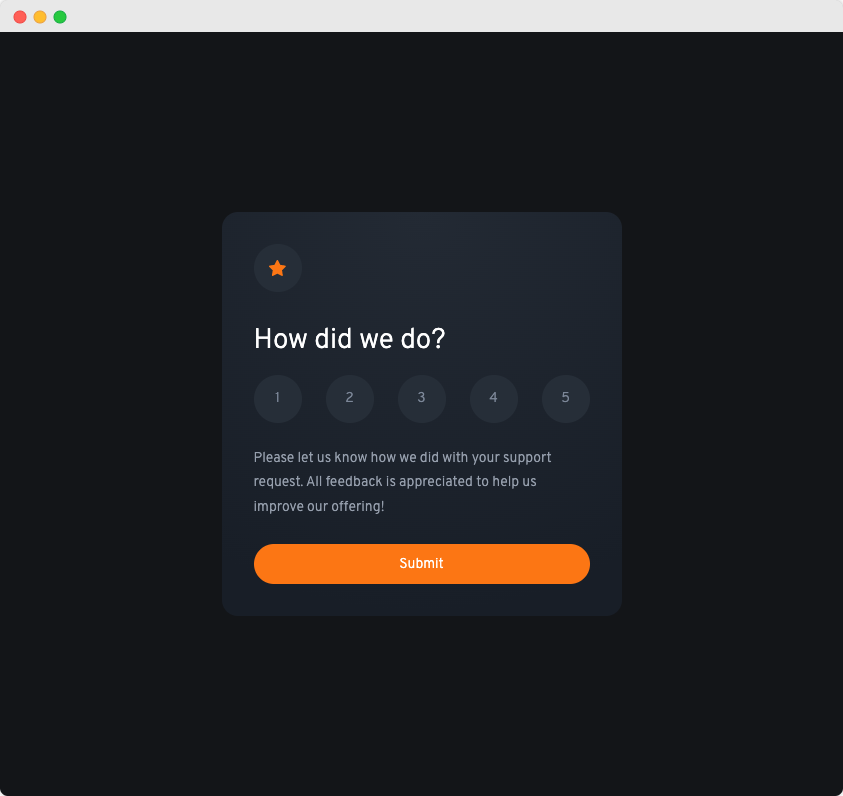 How did we do?
1 2 3 4 5
Please let us know how we did with your support
request. All feedback is appreciated to help us
improve our offering!
Submit